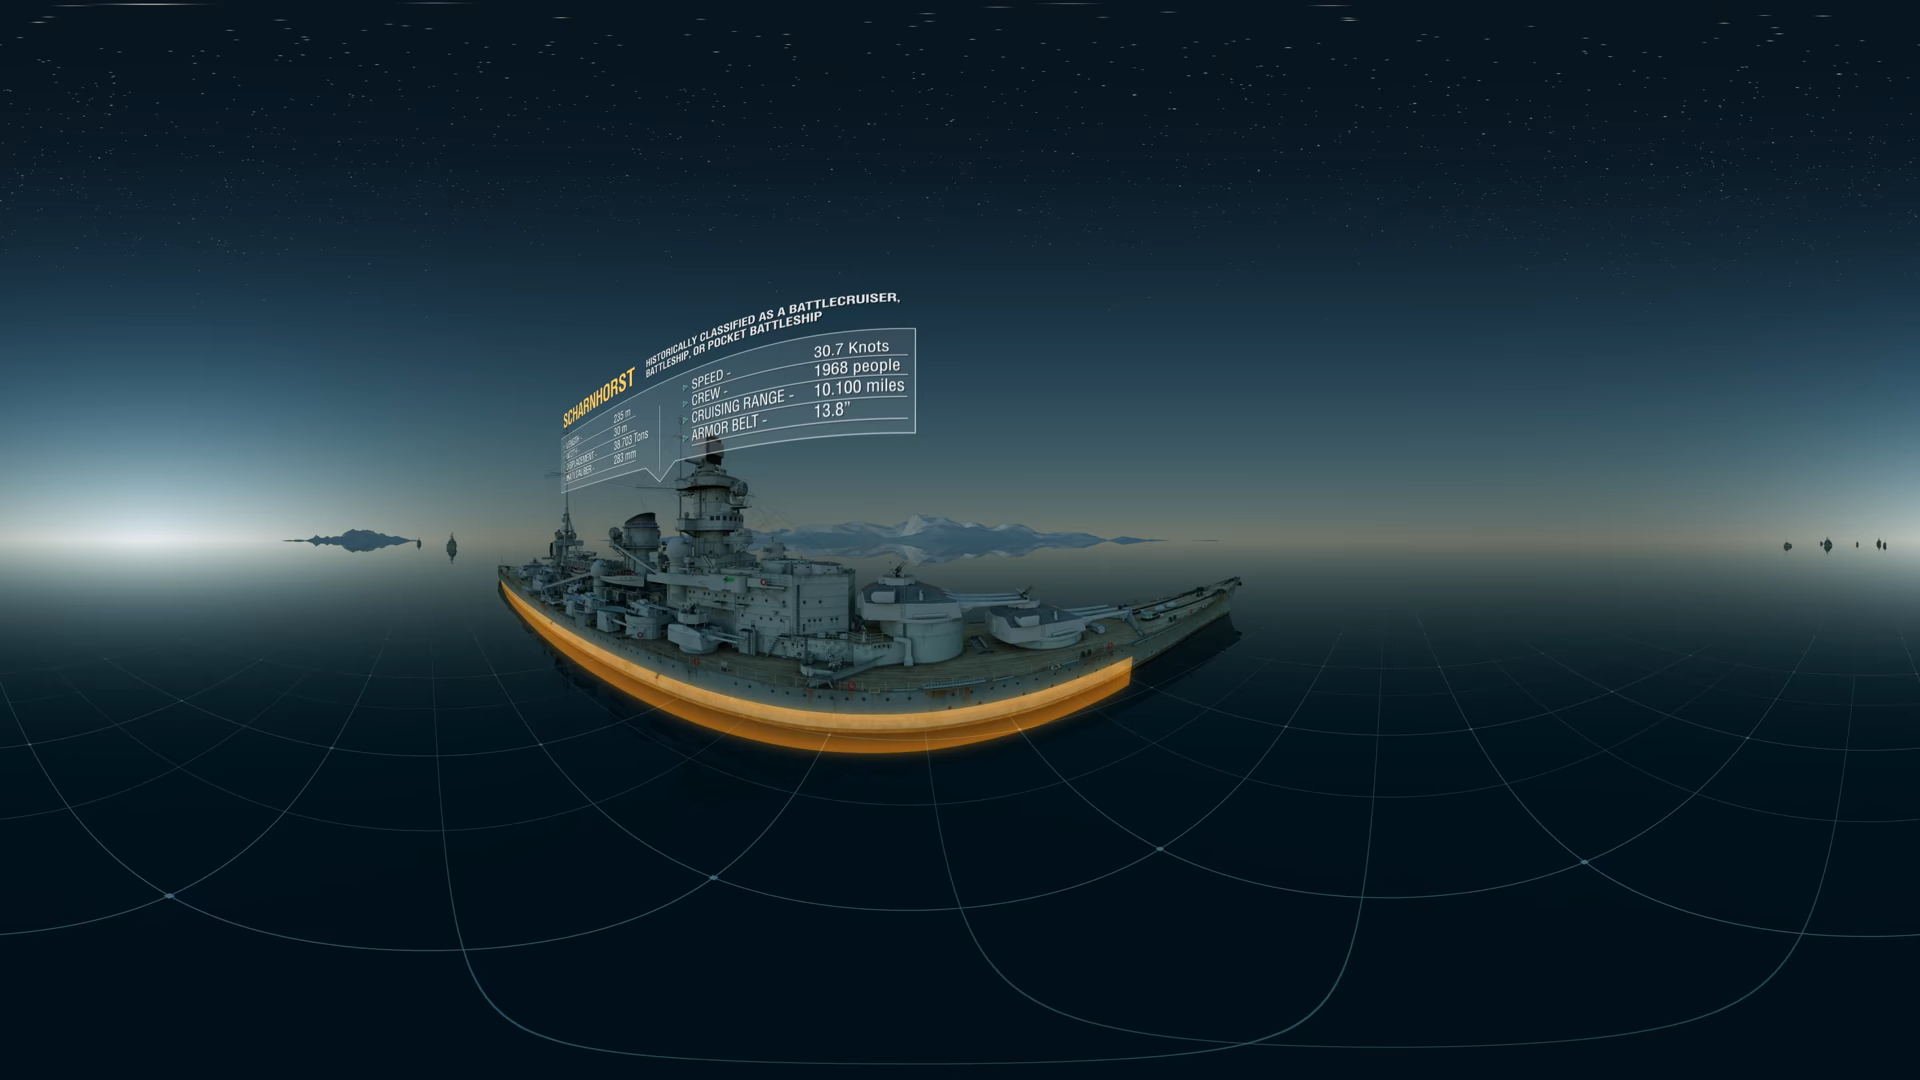 HISTORICALLY CLASSIFIED AS A BATTLECRUISER,
BATTLESHIP, OR POCKET BATTLESHIP
SCHARNHORST
235 m
30 m
38.703 Tons
283 mm
SPEED - 30.7 Knots
CREW - 1968 people
CRUISING RANGE - 10.100 miles
ARMOR BELT - 13.8”